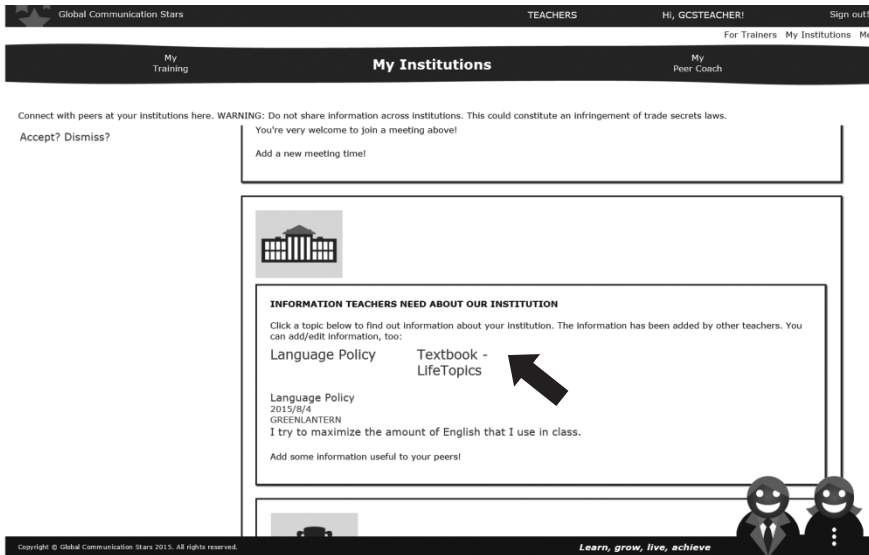 Global Communication Stars TEACHERS Hi, GCSTEACHER! Sign out!
For Trainers My Institutions
My Training My Institutions My Peer Coach
Connect with peers at your institutions here. WARNING: Do not share information across institutions. This could constitute an infringement of trade secrets laws.
Accept? Dismiss?
You're very welcome to join a meeting above!
Add a new meeting time!
INFORMATION TEACHERS NEED ABOUT OUR INSTITUTION
Click a topic below to find out information about your institution. The information has been added by other teachers. You
can add/edit information, too:
Language Policy Textbook -
LifeTopics
Language Policy
2015/8/4
GREENLANTERN
I try to maximize the amount of English that I use in class.
Add some information useful to your peers!
Copyright © Global Communication Stars 2015. All rights reserved. Learn, grow, live, achieve